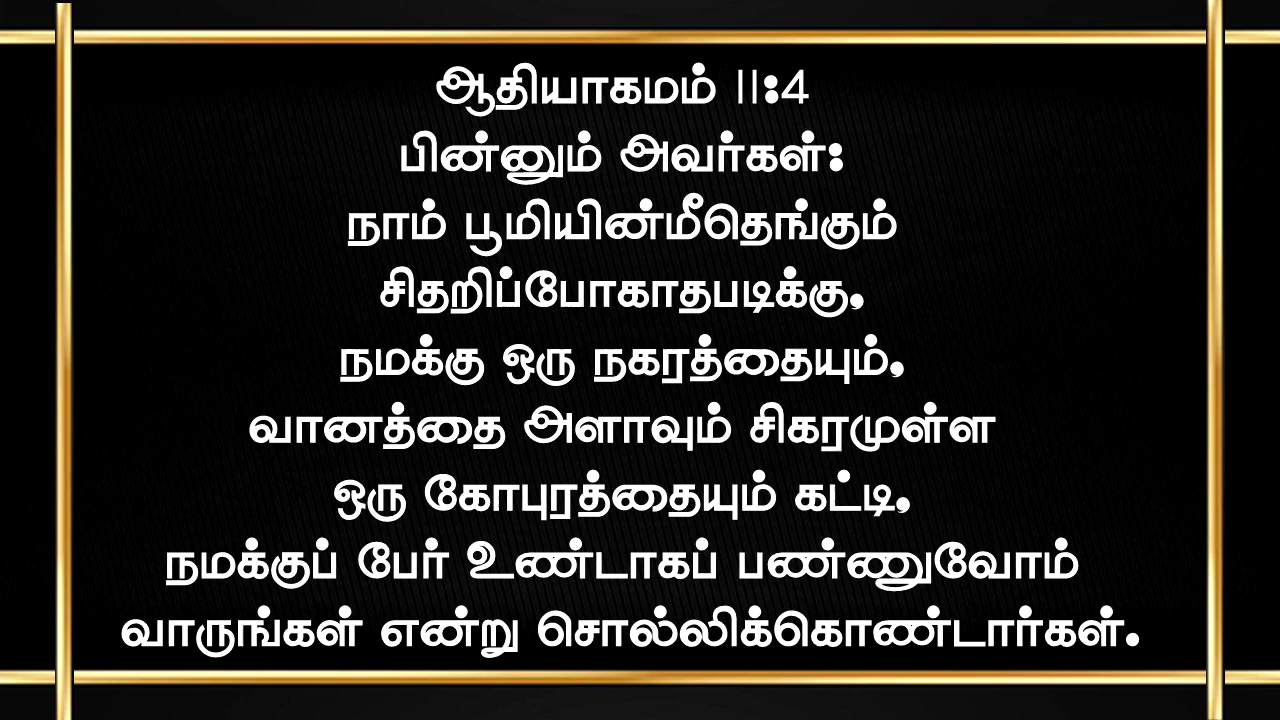 ஆதியாகமம் 11:4
பின்னும் அவர்கள்:
நாம் பூமியின்மீதெங்கும்
சிதறிப்போகாதபடிக்கு,
நமக்கு ஒரு நகரத்தையும்,
வானத்தை அளாவும் சிகரமுள்ள
ஒரு கோபுரத்தையும் கட்டி,
நமக்குப் பேர் உண்டாகப் பண்ணுவோம்
வாருங்கள் என்று சொல்லிக்கொண்டார்கள்.